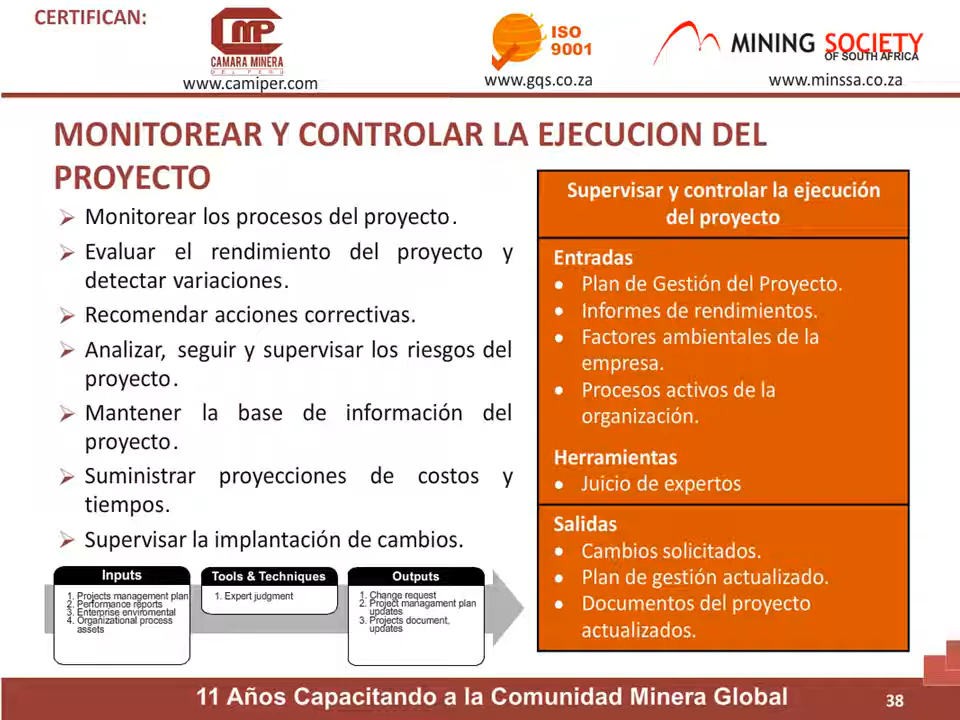 CERTIFICAN:
CMP
CAMARA MINERA
DEL PERU
www.camiper.com
ISO
9001
www.gqs.co.za
MINING SOCIETY
OF SOUTH AFRICA
www.minssa.co.za
MONITOREAR Y CONTROLAR LA EJECUCION DEL
PROYECTO
➢ Monitorear los procesos del proyecto.
➢ Evaluar el rendimiento del proyecto y
detectar variaciones.
➢ Recomendar acciones correctivas.
➢ Analizar, seguir y supervisar los riesgos del
proyecto.
➢ Mantener la base de información del
proyecto.
➢ Suministrar proyecciones de costos y
tiempos.
➢ Supervisar la implantación de cambios.
Supervisar y controlar la ejecución
del proyecto
Entradas
• Plan de Gestión del Proyecto.
• Informes de rendimientos.
• Factores ambientales de la
empresa.
• Procesos activos de la
organización.
Herramientas
• Juicio de expertos
Salidas
• Cambios solicitados.
• Plan de gestión actualizado.
• Documentos del proyecto
actualizados.
Inputs
1. Projects management plan
2. Performance reports
3. Enterprise enviromental
4. Organizational process
assets
Tools & Techniques
1. Expert judgment
Outputs
1. Change request
2. Project managament plan
updates
3. Projects document,
updates
11 Años Capacitando a la Comunidad Minera Global
38